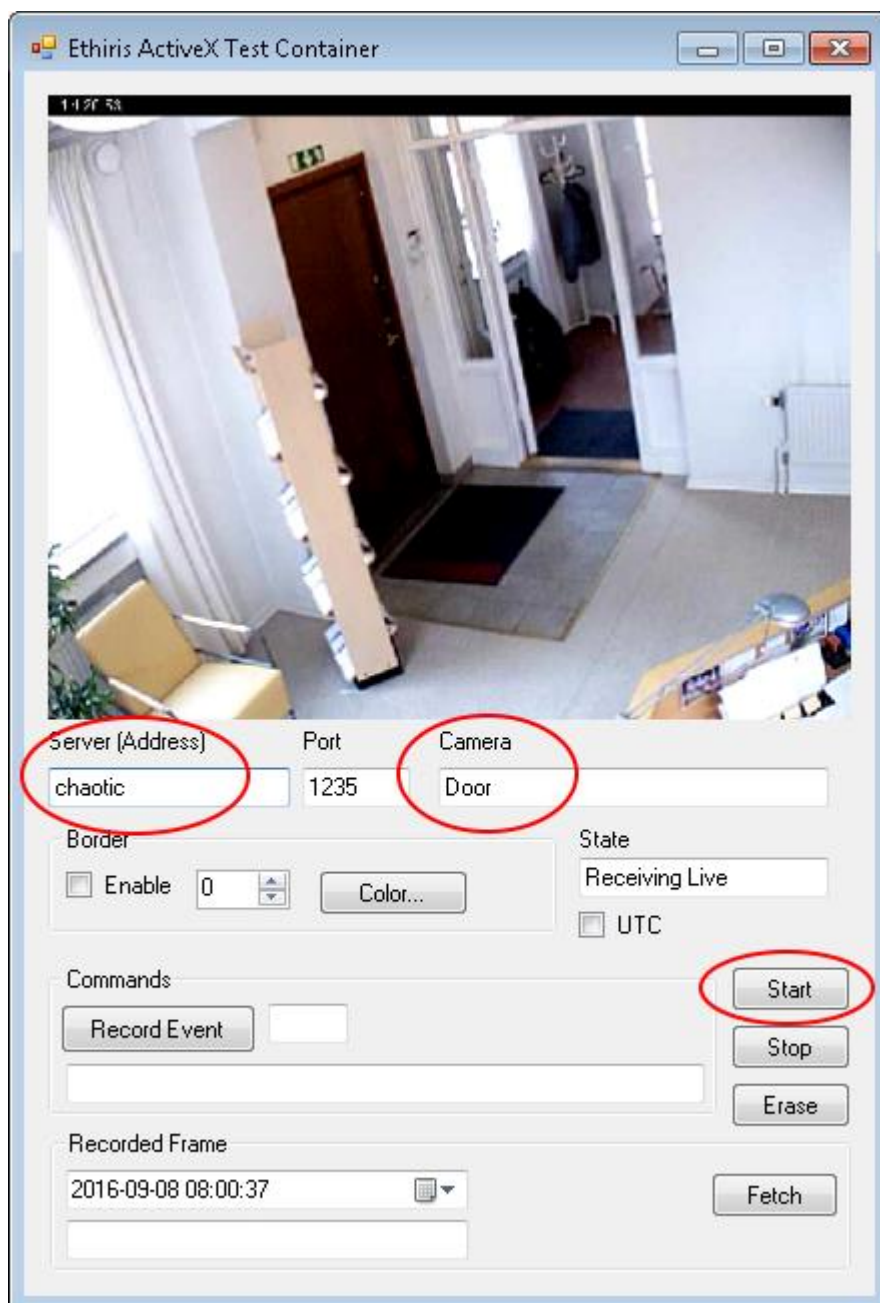 Ethiris ActiveX Test Container
Server (Address) Port Camera
chaotic 1235 Door
Border State
Enable 0 Color... Receiving Live
UTC
Commands Start
Record Event
Stop
Erase
Recorded Frame
2016-09-08 08:00:37 Fetch